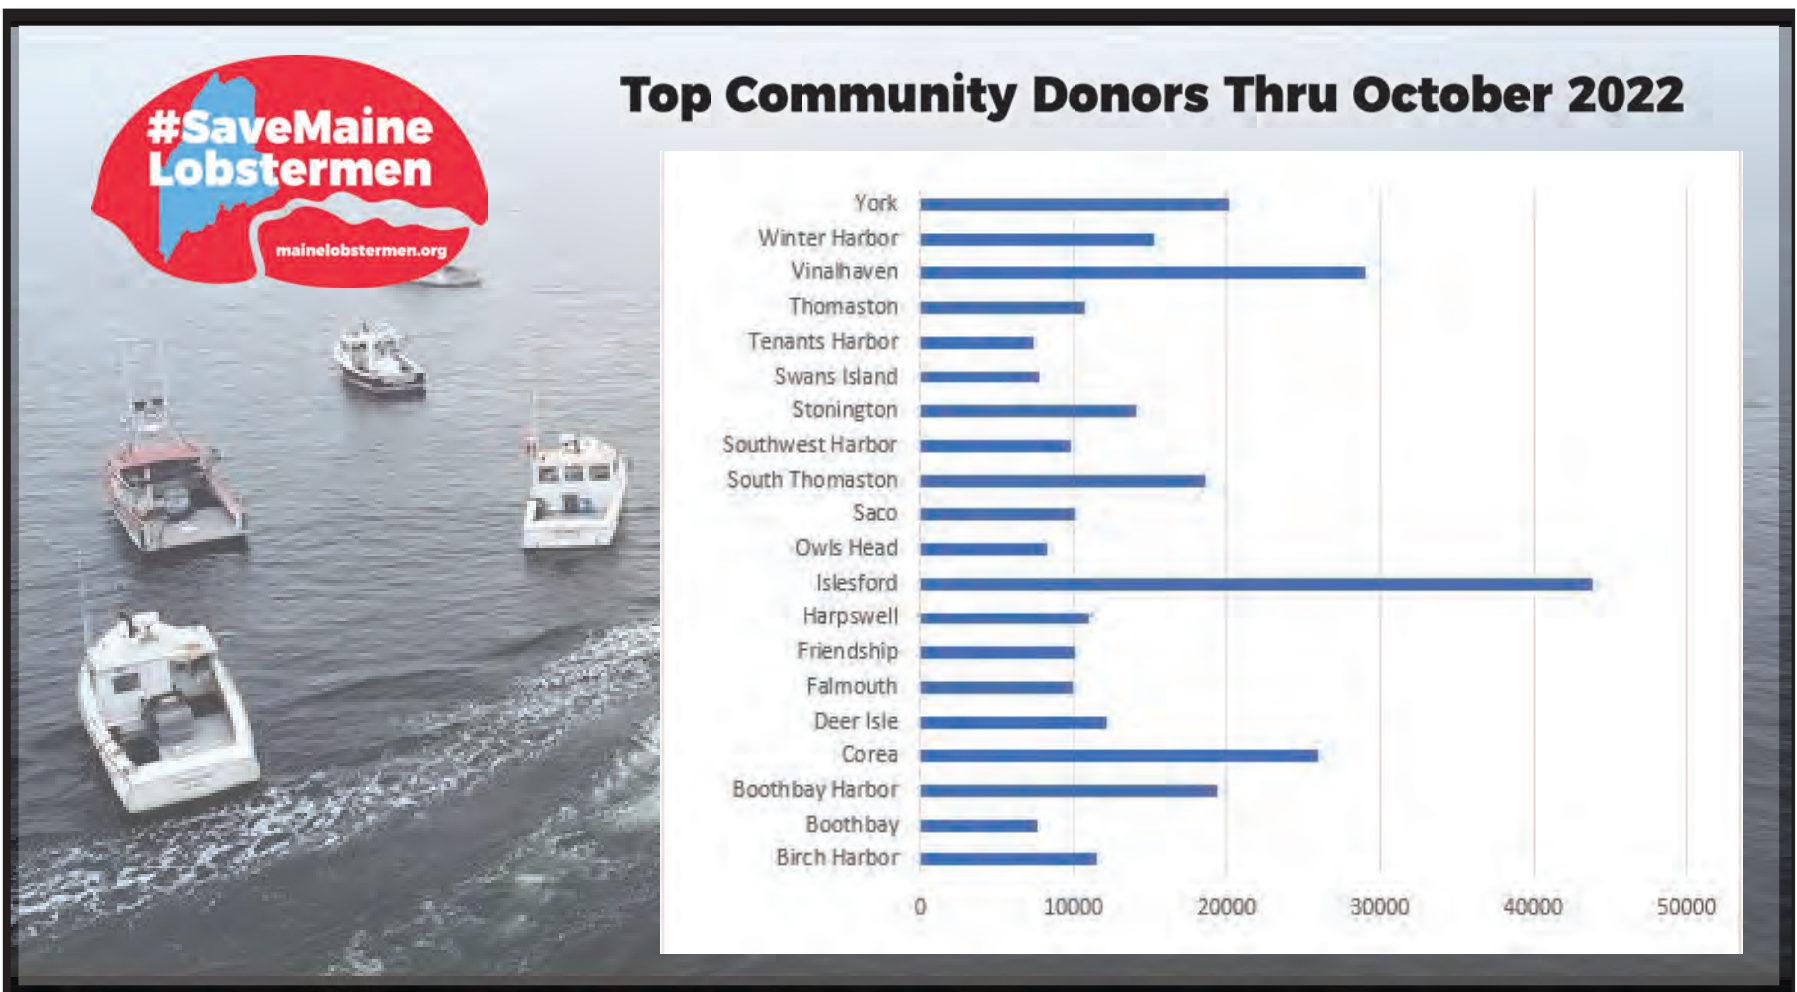 #SaveMaine
Lobstermen
mainelobstermen.org
Top Community Donors Thru October 2022
York
Winter Harbor
Vinalhaven
Thomaston
Tenants Harbor
Swans Island
Stonington
Southwest Harbor
South Thomaston
Saco
Owls Head
Islesford
Harpswell
Friendship
Falmouth
Deer Isle
Corea
Boothbay Harbor
Boothbay
Birch Harbor
0 10000 20000 30000 40000 50000